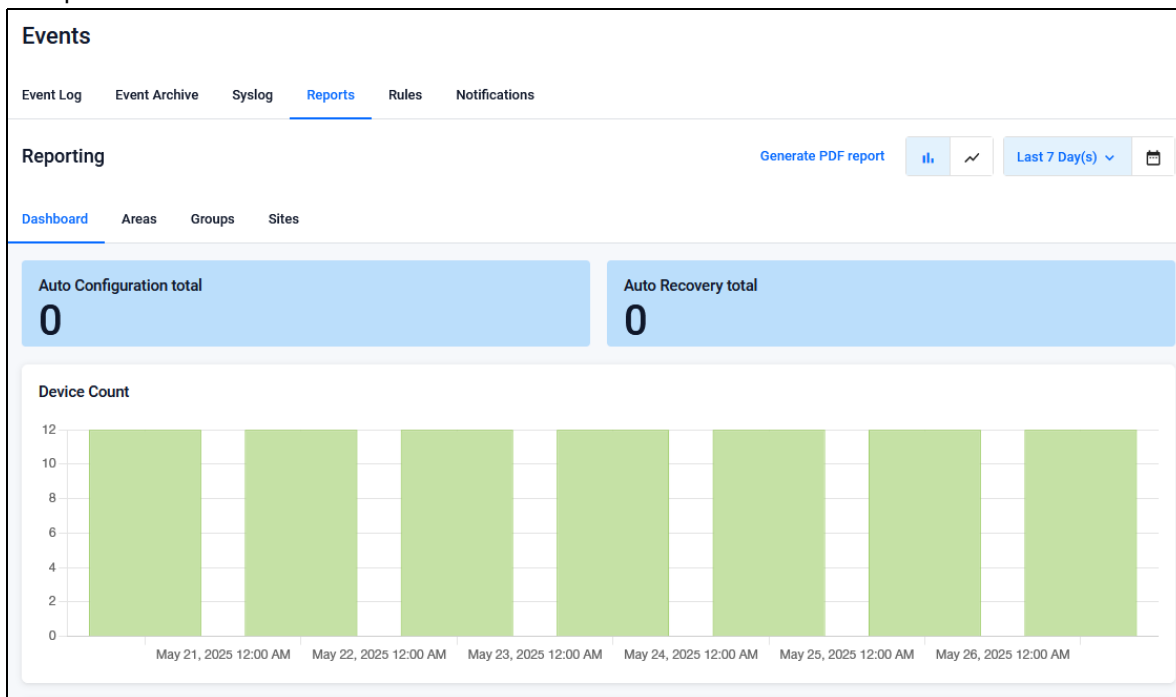 Events
Event Log Event Archive Syslog Reports Rules Notifications
Reporting Generate PDF report Last 7 Day(s)
Dashboard Areas Groups Sites
Auto Configuration total Auto Recovery total
0 0
Device Count
12
10
8
6
4
2
0
May 21, 2025 12:00 AM May 22, 2025 12:00 AM May 23, 2025 12:00 AM May 24, 2025 12:00 AM May 25, 2025 12:00 AM May 26, 2025 12:00 AM